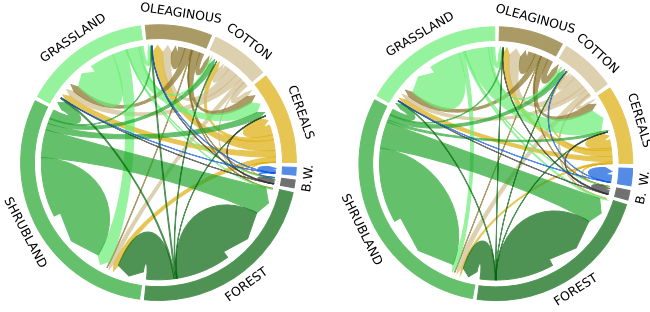 GRASSLAND
OLEAGINOUS
COTTON
CEREALS
W.
B.
FOREST
SHRUBLAND
GRASSLAND
OLEAGINOUS
COTTON
CEREALS
W.
B.
FOREST
SHRUBLAND